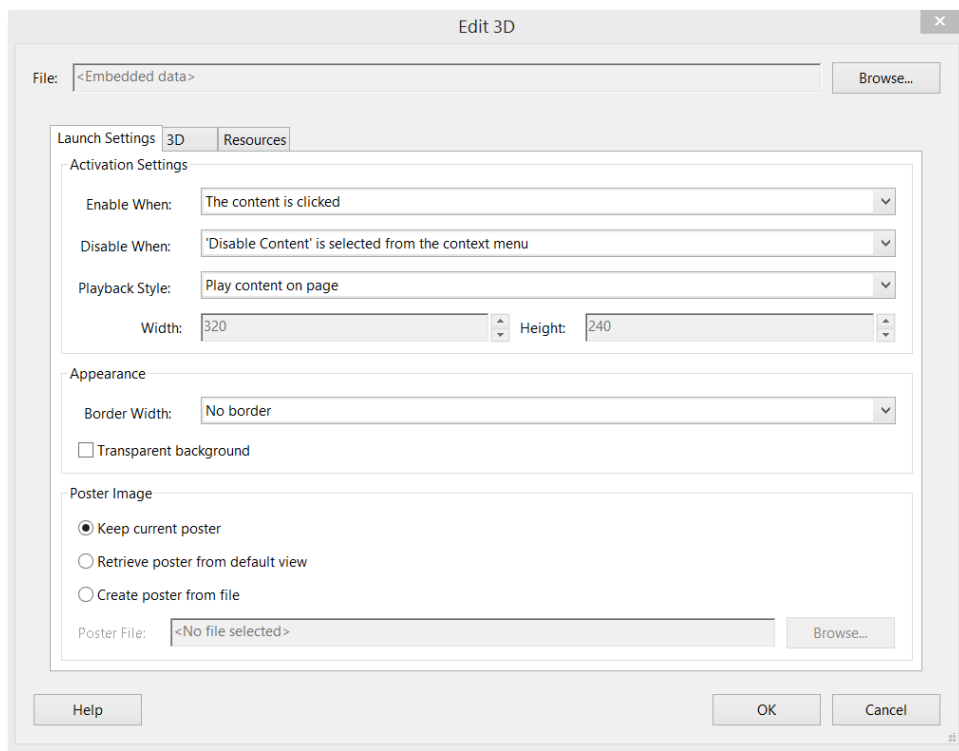 Edit 3D
File: <Embedded data> Browse...
Launch Settings 3D Resources
Activation Settings
Enable When: The content is clicked
Disable When: 'Disable Content' is selected from the context menu
Playback Style: Play content on page
Width: 320 Height: 240
Appearance
Border Width: No border
Transparent background
Poster Image
Keep current poster
Retrieve poster from default view
Create poster from file
Poster File: <No file selected> Browse...
Help OK Cancel